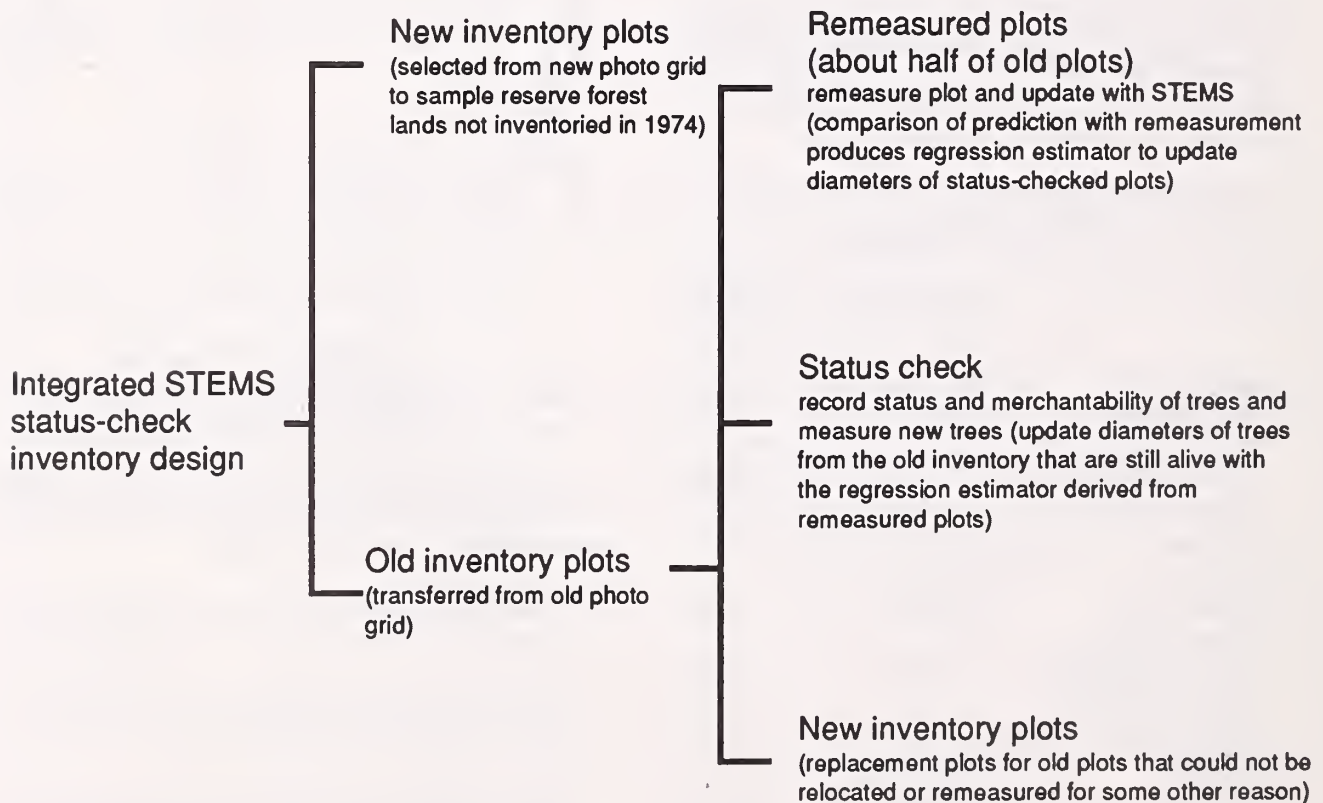 New inventory plots
(selected from new photo grid
to sample reserve forest
lands not inventoried in 1974)
Remeasured plots
(about half of old plots)
remeasure plot and update with STEMS
(comparison of prediction with remeasurement
produces regression estimator to update
diameters of status-checked plots)
Integrated STEMS
status-check
inventory design
Status check
record status and merchantability of trees and
measure new trees (update diameters of trees
from the old inventory that are still alive with
the regression estimator derived from
remeasured plots)
Old inventory plots
(transferred from old photo
grid)
New inventory plots
(replacement plots for old plots that could not be
relocated or remeasured for some other reason)